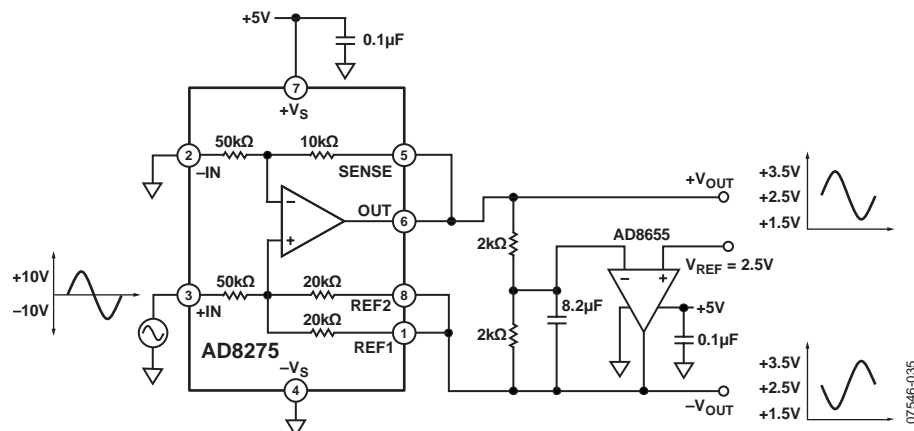 +5V
0.1µF
7
+VS
50kΩ
10kΩ
2
5
–IN
SENSE
OUT
6
–
+
+10V
–10V
50kΩ
20kΩ
3
8
+IN
REF2
20kΩ
1
REF1
AD8275
–VS
4
+VOUT
+3.5V
+2.5V
+1.5V
2kΩ
AD8655
VREF = 2.5V
–
+
8.2µF
+5V
2kΩ
0.1µF
–VOUT
+3.5V
+2.5V
+1.5V
07546-035